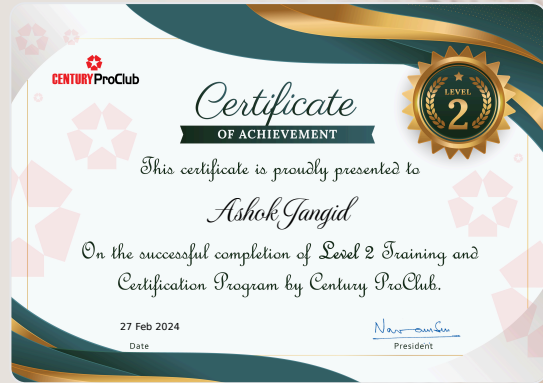 CENTURY ProClub
LEVEL
2
Certificate
OF ACHIEVEMENT
This certificate is proudly presented to
Ashok Jangid
On the successful completion of Level 2 Training and
Certification Program by Century ProClub.
27 Feb 2024
Date
President